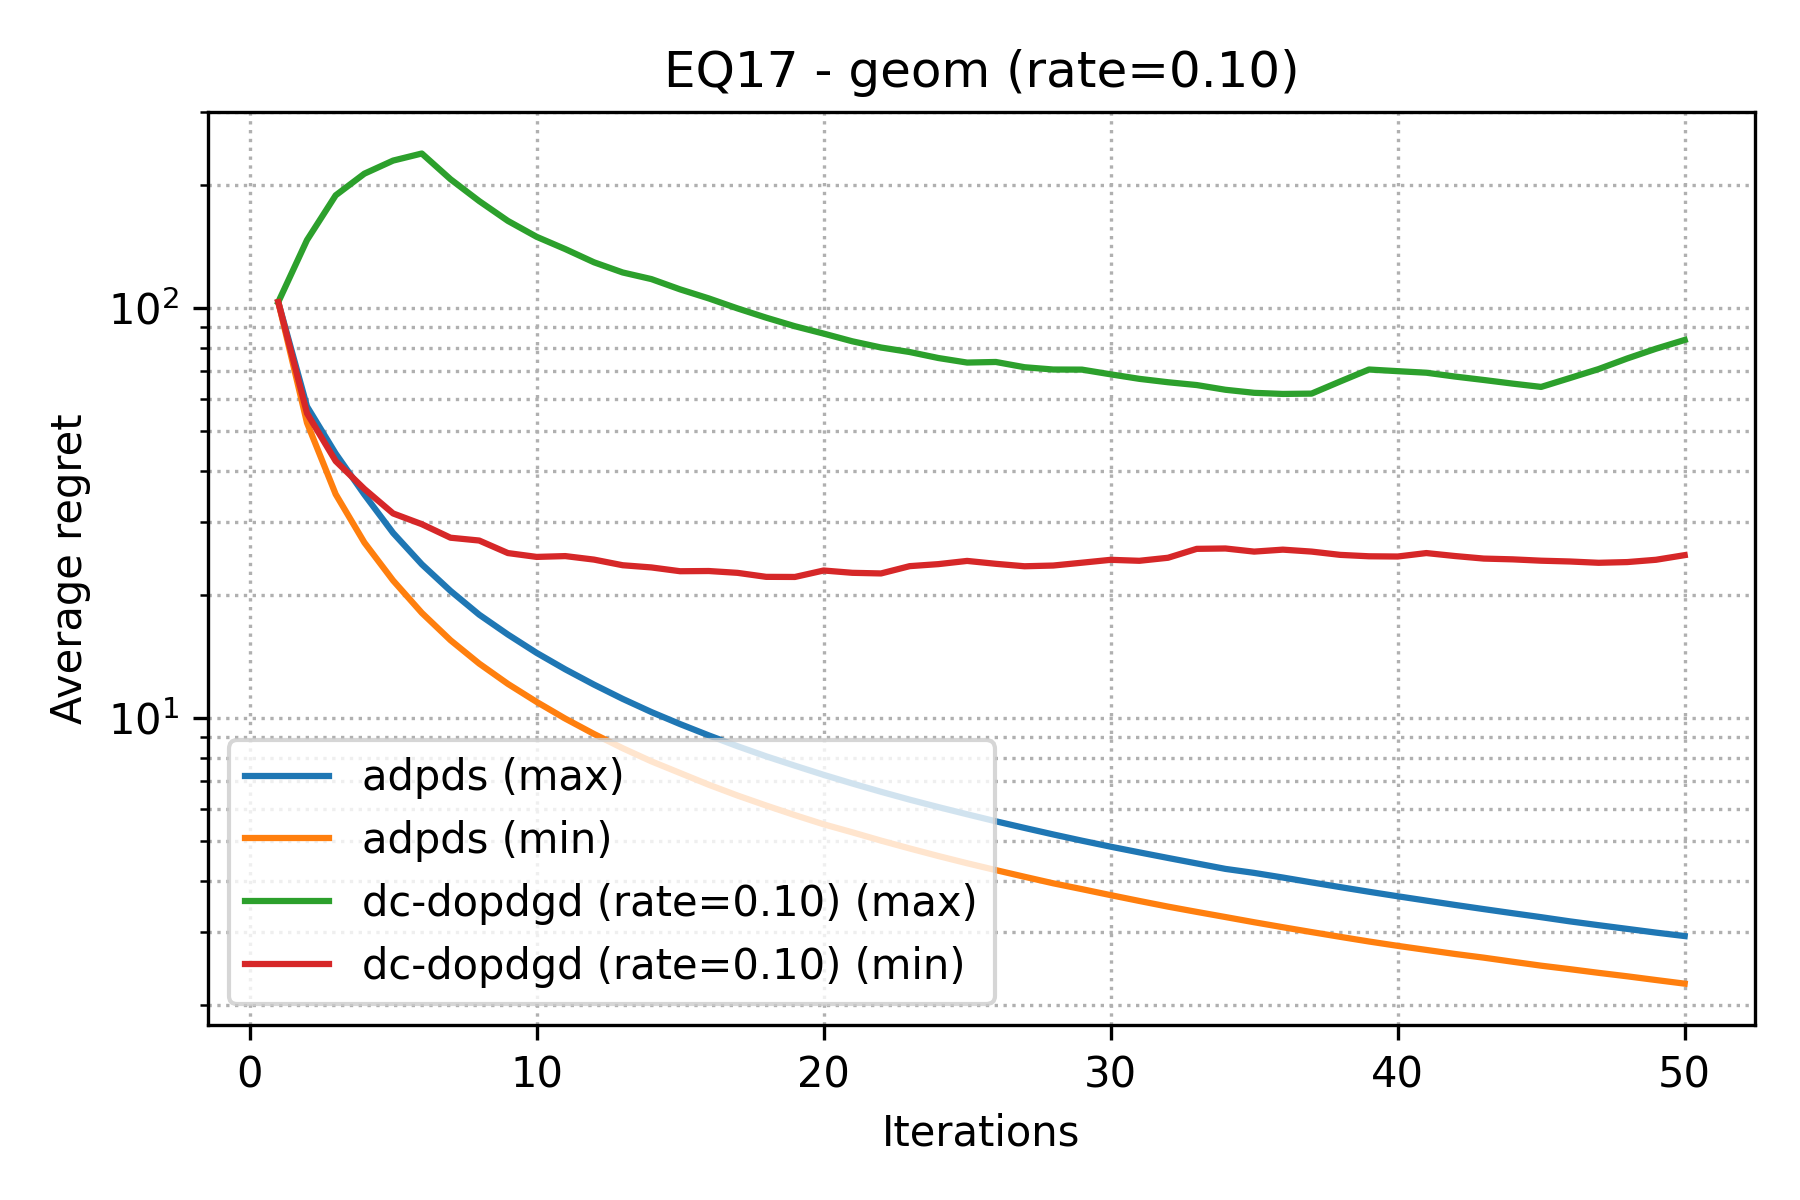 EQ17 - geom (rate=0.10)
Average regret
10²
10¹
adpds (max)
adpds (min)
dc-dopdgd (rate=0.10) (max)
dc-dopdgd (rate=0.10) (min)
0 10 20 30 40 50
Iterations